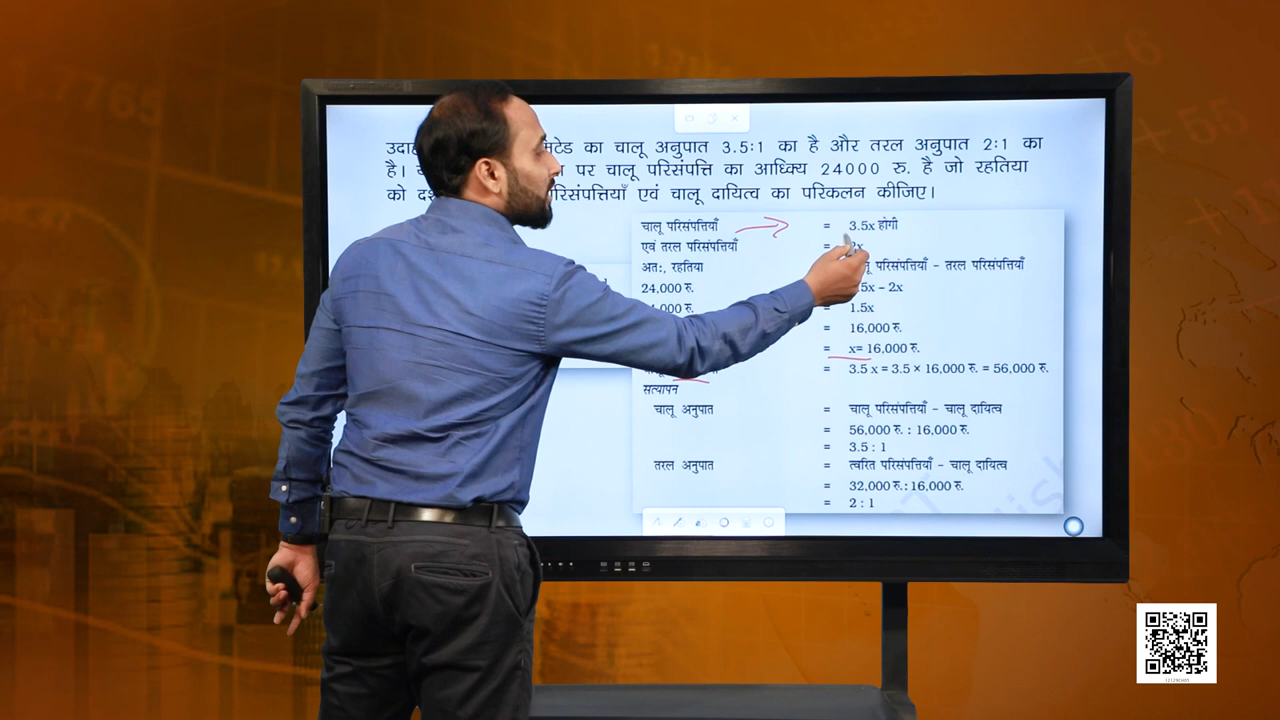 का चालू अनुपात 3.5:1 का है और तरल अनुपात 2:1 का
है। पर चालू परिसंपत्ति का आधिक्य 24000 रु. है जो रहतिया
को एवं चालू दायित्व का परिकलन कीजिए।
चालू परिसंपत्तियाँ = 3.5x होगी
एवं तरल परिसंपत्तियाँ = 2x
अतः, रहतिया परिसंपत्तियाँ – तरल परिसंपत्तियाँ
24,000 रु. 5x – 2x
रु. = 1.5x
= 16,000 रु.
= x= 16,000 रु.
= 3.5 x = 3.5 × 16,000 रु. = 56,000 रु.
सत्यापन
चालू अनुपात = चालू परिसंपत्तियाँ – चालू दायित्व
= 56,000 रु. : 16,000 रु.
= 3.5 : 1
तरल अनुपात = त्वरित परिसंपत्तियाँ – चालू दायित्व
= 32,000 रु. : 16,000 रु.
= 2 : 1